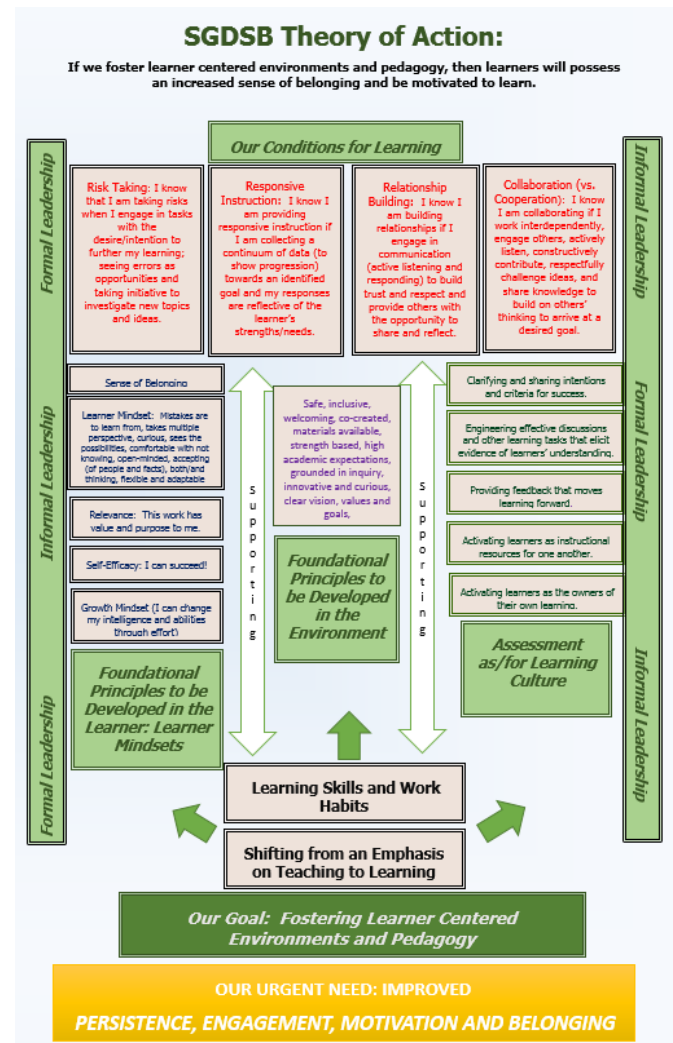 SGDSB Theory of Action:
If we foster learner centered environments and pedagogy, then learners will possess
an increased sense of belonging and be motivated to learn.
Our Conditions for Learning
Formal Leadership
Informal Leadership
Formal Leadership
Risk Taking: I know
that I am taking risks
when I engage in tasks
with the
desire/intention to
further my learning;
seeing errors as
opportunities and
taking initiative to
investigate new topics
and ideas.
Responsive
Instruction: I know I
am providing
responsive instruction if
I am collecting a
continuum of data (to
show progression)
towards an identified
goal and my responses
are reflective of the
learner's
strengths/needs.
Relationship
Building: I know I
am building
relationships if I
engage in
communication
(active listening and
responding) to build
trust and respect and
provide others with
the opportunity to
share and reflect.
Collaboration (vs.
Cooperation): I know
I am collaborating if I
work interdependently,
engage others, actively
listen, constructively
contribute, respectfully
challenge ideas, and
share knowledge to
build on others'
thinking to arrive at a
desired goal.
Informal Leadership
Formal Leadership
Informal Leadership
Sense of Belonging
Learner Mindset: Mistakes are
to learn from, takes multiple
perspective, curious, sees the
possibilities, comfortable with not
knowing, open-minded, accepting
(of people and facts), both/and
thinking, flexible and adaptable
Relevance: This work has
value and purpose to me.
Self-Efficacy: I can succeed!
Growth Mindset (I can change
my intelligence and abilities
through effort)
Foundational
Principles to be
Developed in the
Learner: Learner
Mindsets
Supporting
Safe, inclusive,
welcoming, co-created,
materials available,
strength based, high
academic expectations,
grounded in inquiry,
innovative and curious,
clear vision, values and
goals,
Foundational
Principles to
be Developed
in the
Environment
Supporting
Clarifying and sharing intentions
and criteria for success.
Engineering effective discussions
and other learning tasks that elicit
evidence of learners' understanding.
Providing feedback that moves
learning forward.
Activating learners as instructional
resources for one another.
Activating learners as the owners of
their own learning.
Assessment
as/for Learning
Culture
Learning Skills and Work
Habits
Shifting from an Emphasis
on Teaching to Learning
Our Goal: Fostering Learner Centered
Environments and Pedagogy
OUR URGENT NEED: IMPROVED
PERSISTENCE, ENGAGEMENT, MOTIVATION AND BELONGING